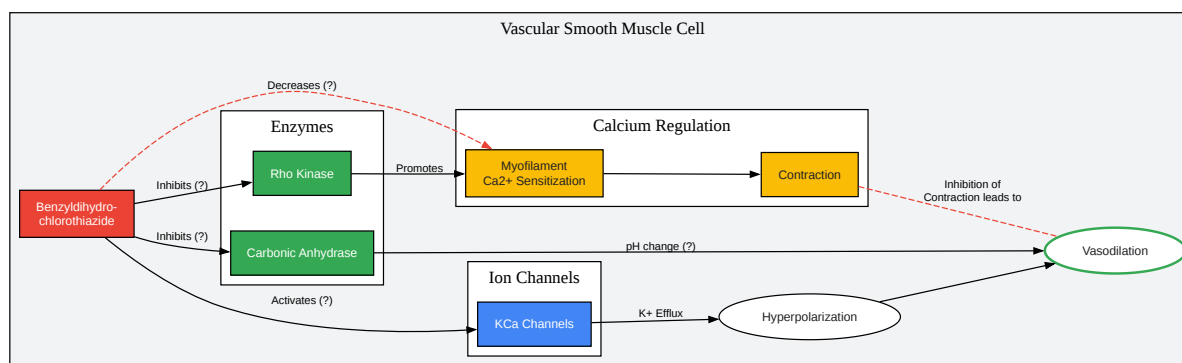 Vascular Smooth Muscle Cell
Decreases (?)
Enzymes
Calcium Regulation
Rho Kinase
Promotes
Myofilament
Ca2+ Sensitization
Contraction
Inhibits (?)
Inhibition of
Contraction leads to
Benzyldihydro-
chlorothiazide
Inhibits (?)
Carbonic Anhydrase
pH change (?)
Vasodilation
Ion Channels
Activates (?)
KCa Channels
K+ Efflux
Hyperpolarization